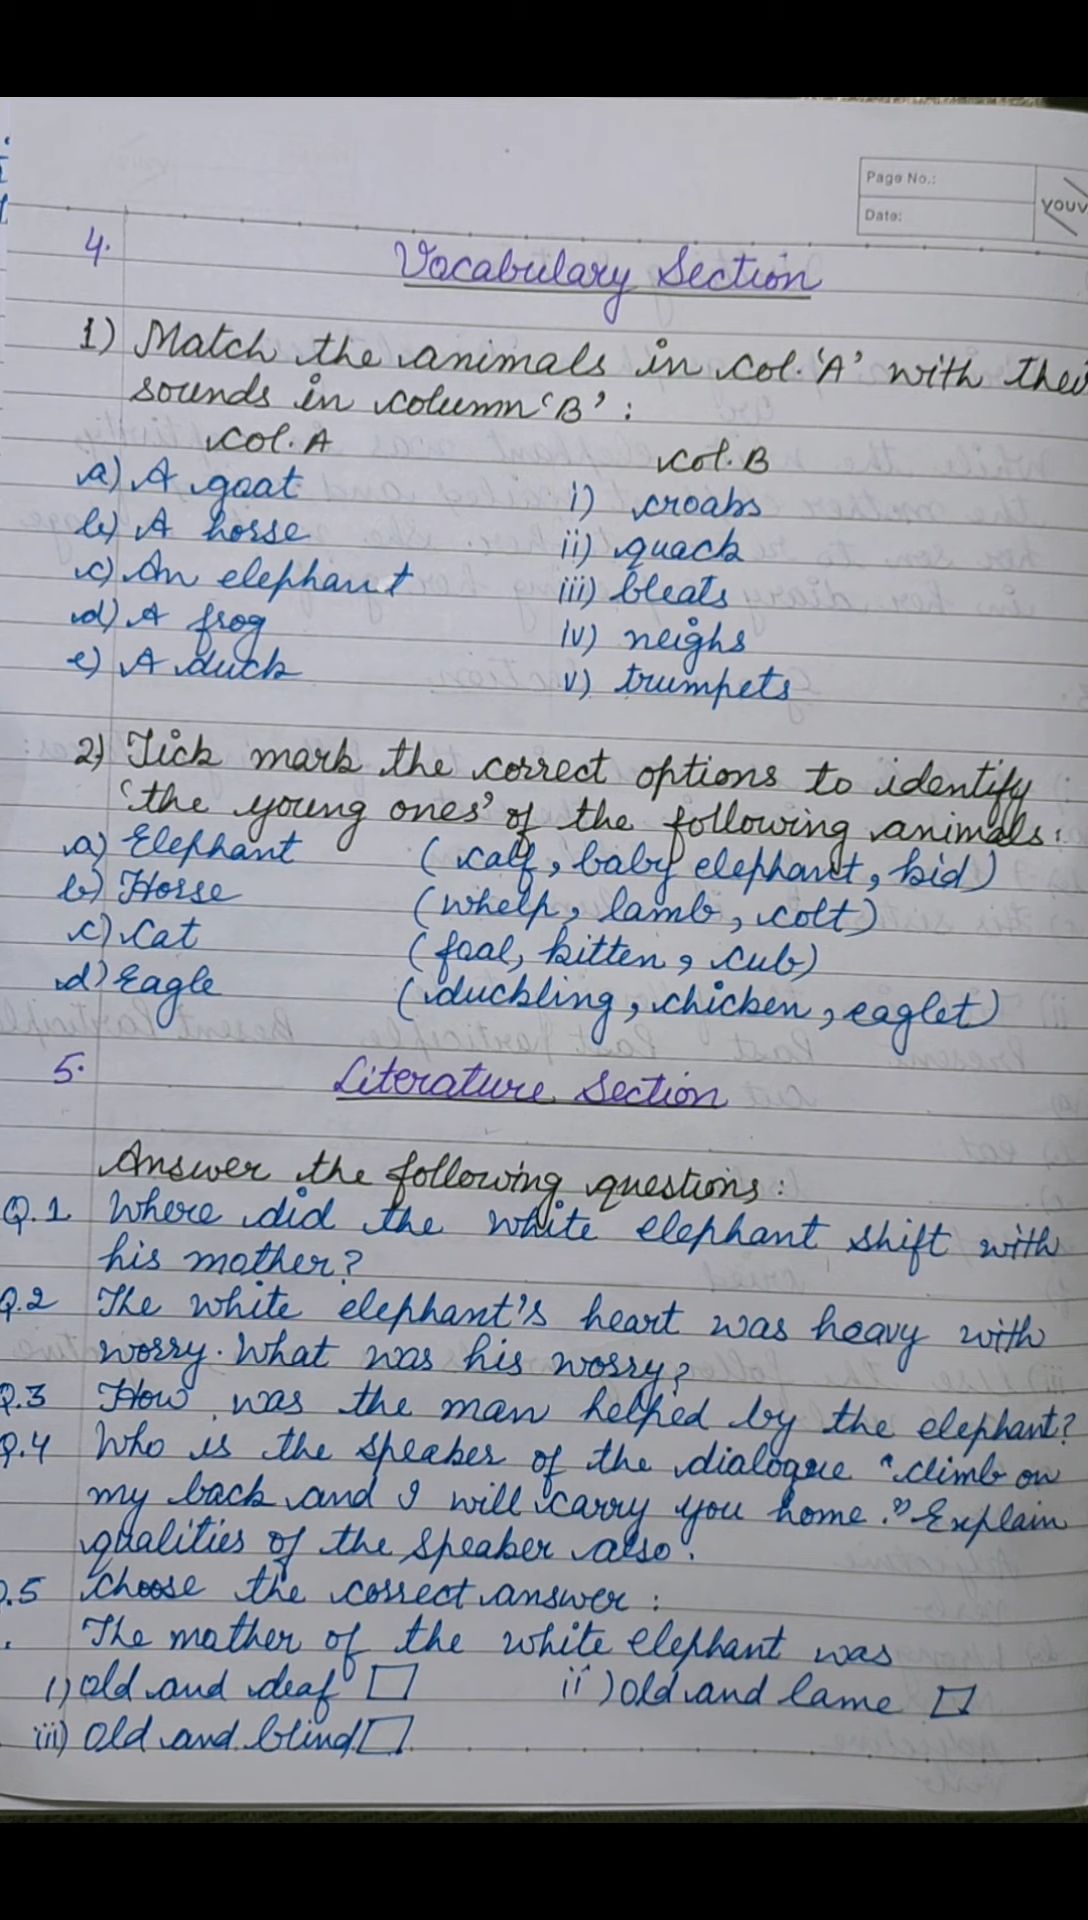 Page No.:
Date:
YOUV
4.
Vocabulary Section
1) Match the animals in col. 'A' with thei
sounds in column 'B' :
Col. A
Col. B
a) A goat
i) croaks
b) A horse
ii) quack
c) An elephant
iii) bleats
d) A frog
iv) neighs
e) A duck
v) trumpets
2) Tick mark the correct options to identify
'the young ones' of the following animals :
a) Elephant (calf, baby elephant, kid)
b) Horse (whelp, lamb, colt)
c) Cat (foal, kitten, cub)
d) Eagle (duckling, chicken, eaglet)
5.
Literature Section
Answer the following questions :
Q.1 Where did the white elephant shift with
his mother?
Q.2 The white elephant's heart was heavy with
worry. What was his worry?
Q.3 How was the man helped by the elephant?
Q.4 Who is the speaker of the dialogue "climb on
my back and I will carry you home." Explain
qualities of the speaker also.
Q.5 Choose the correct answer :
The mother of the white elephant was
i) old and deaf
ii) old and lame
iii) old and blind